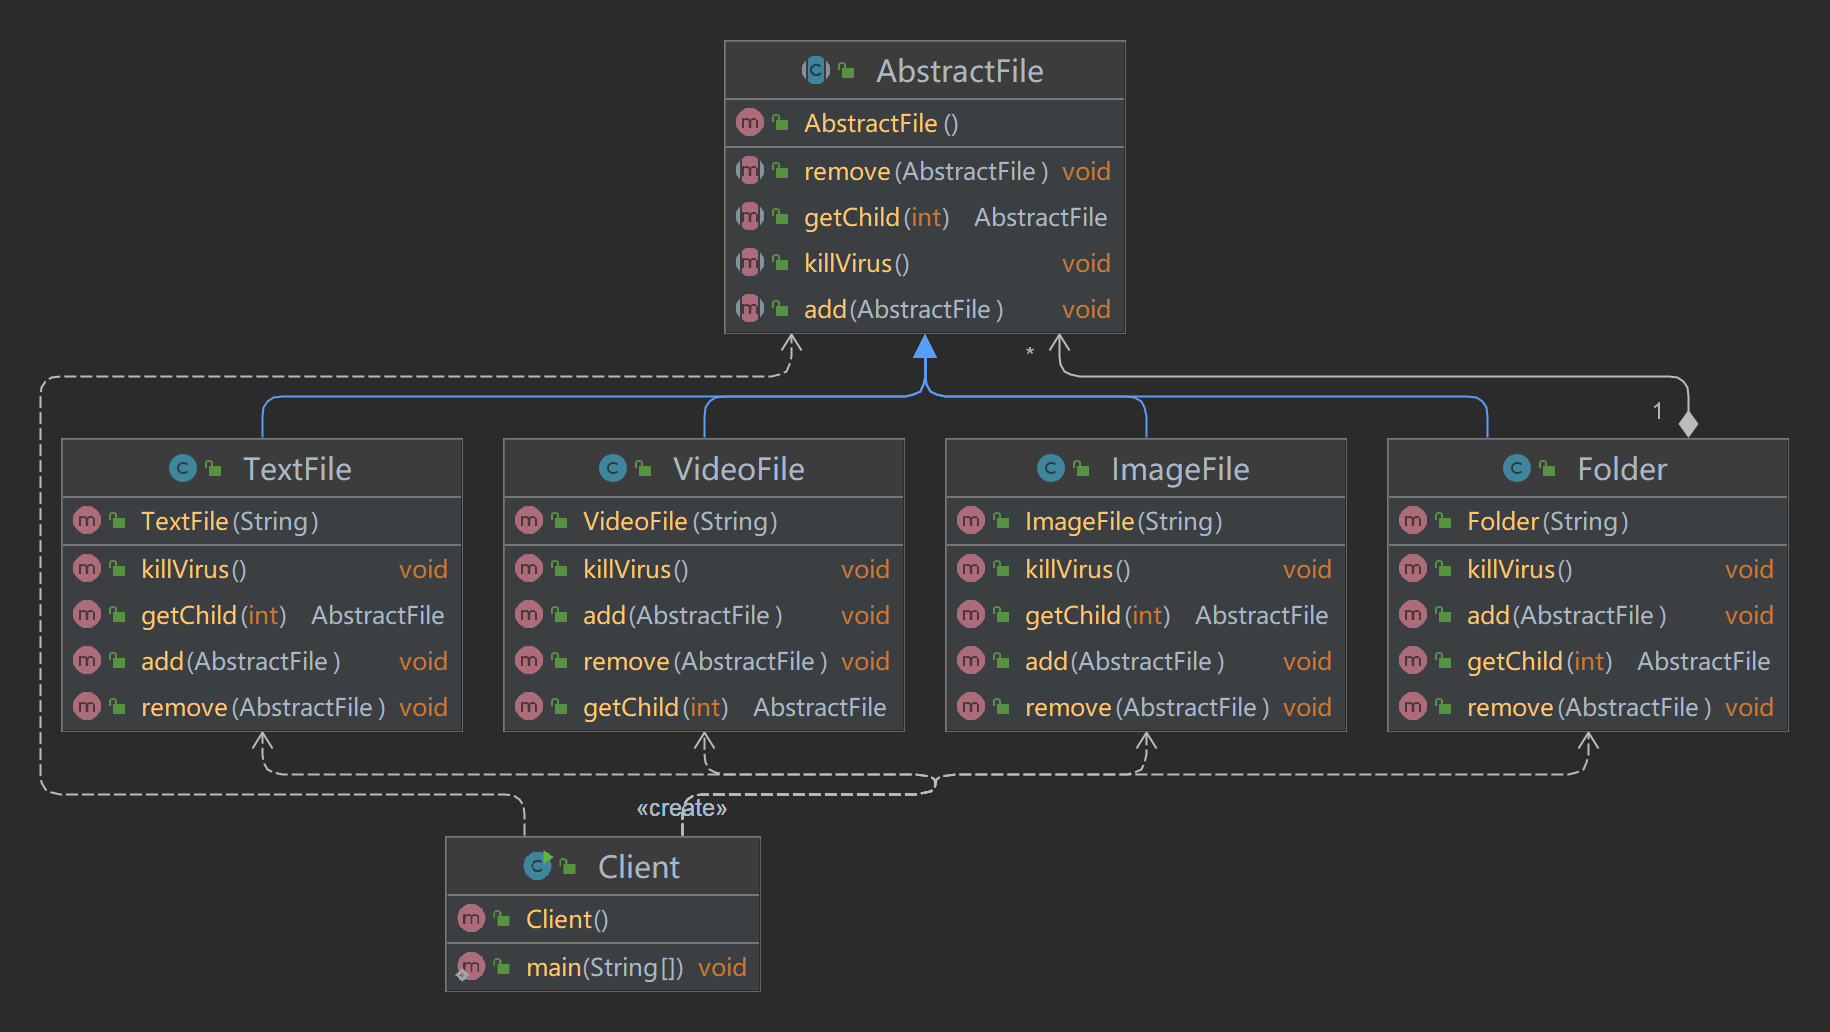 AbstractFile
AbstractFile()
remove(AbstractFile) void
getChild(int) AbstractFile
killVirus() void
add(AbstractFile) void
*
1
TextFile
TextFile(String)
killVirus() void
getChild(int) AbstractFile
add(AbstractFile) void
remove(AbstractFile) void
VideoFile
VideoFile(String)
killVirus() void
add(AbstractFile) void
remove(AbstractFile) void
getChild(int) AbstractFile
ImageFile
ImageFile(String)
killVirus() void
getChild(int) AbstractFile
add(AbstractFile) void
remove(AbstractFile) void
Folder
Folder(String)
killVirus() void
add(AbstractFile) void
getChild(int) AbstractFile
remove(AbstractFile) void
«create»
Client
Client()
main(String[]) void